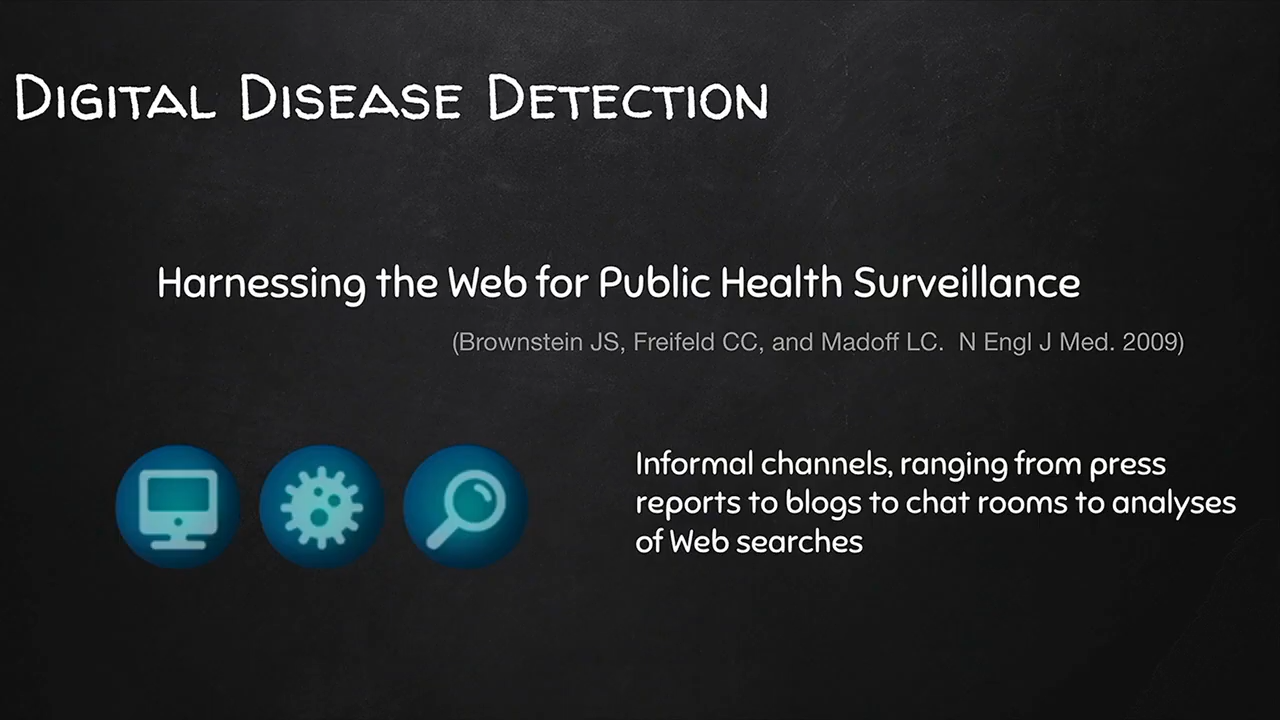 Digital Disease Detection
Harnessing the Web for Public Health Surveillance
(Brownstein JS, Freifeld CC, and Madoff LC.  N Engl J Med. 2009)
Informal channels, ranging from press
reports to blogs to chat rooms to analyses
of Web searches